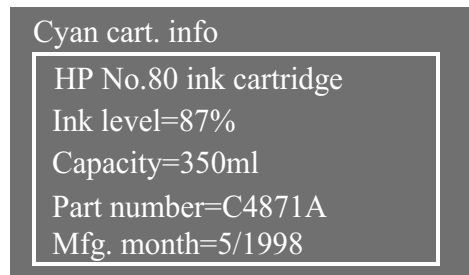 Cyan cart. info
HP No.80 ink cartridge
Ink level=87%
Capacity=350ml
Part number=C4871A
Mfg. month=5/1998